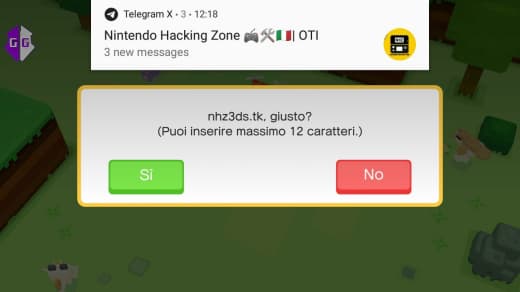 Telegram X • 3 • 12:18
Nintendo Hacking Zone 🎮🛠️🇮🇹| OTI
3 new messages
GG
nhz3ds.tk, giusto?
(Puoi inserire massimo 12 caratteri.)
Sì
No